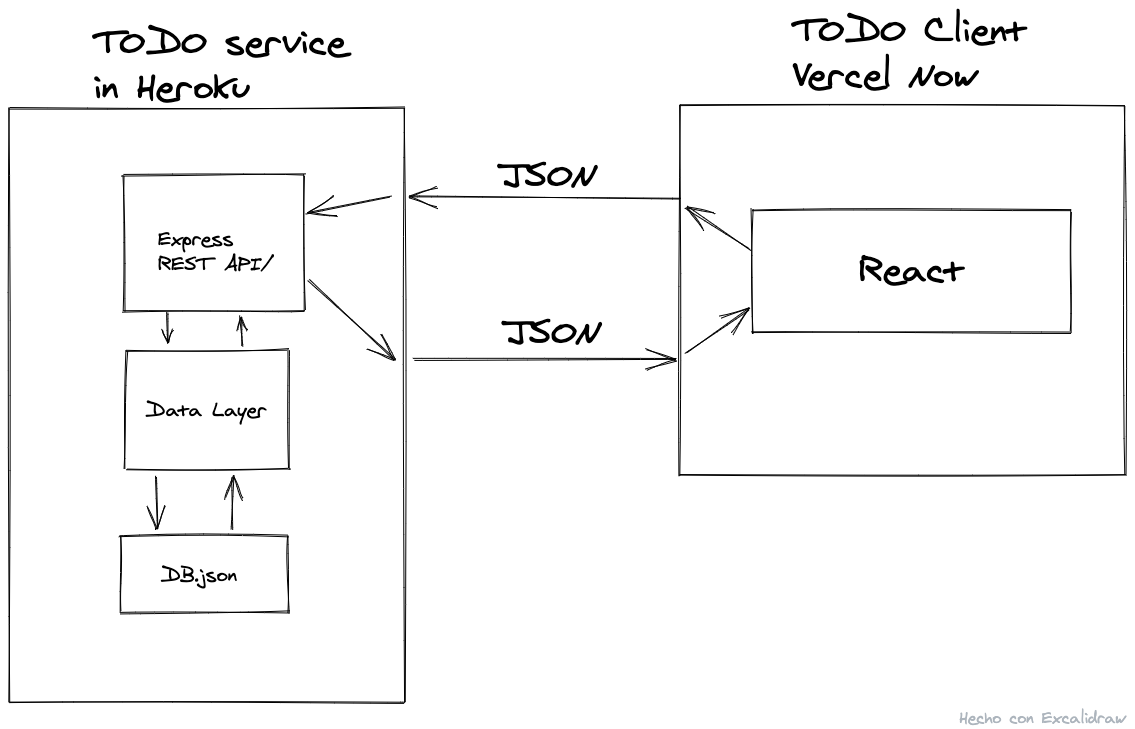 ToDo service
in Heroku
ToDo Client
Vercel Now
JSON
Express
REST API/
React
JSON
Data Layer
DB.json
Hecho con Excalidraw